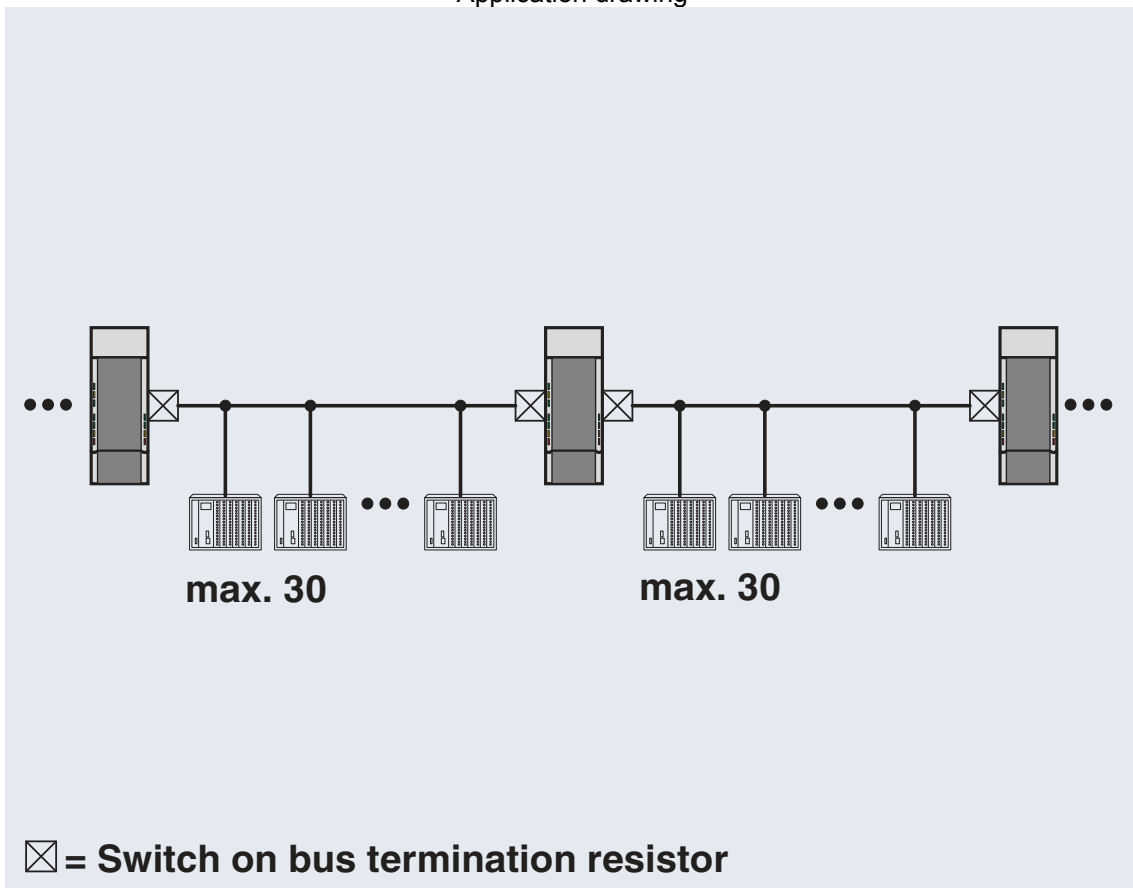 Application drawing
max. 30
max. 30
= Switch on bus termination resistor